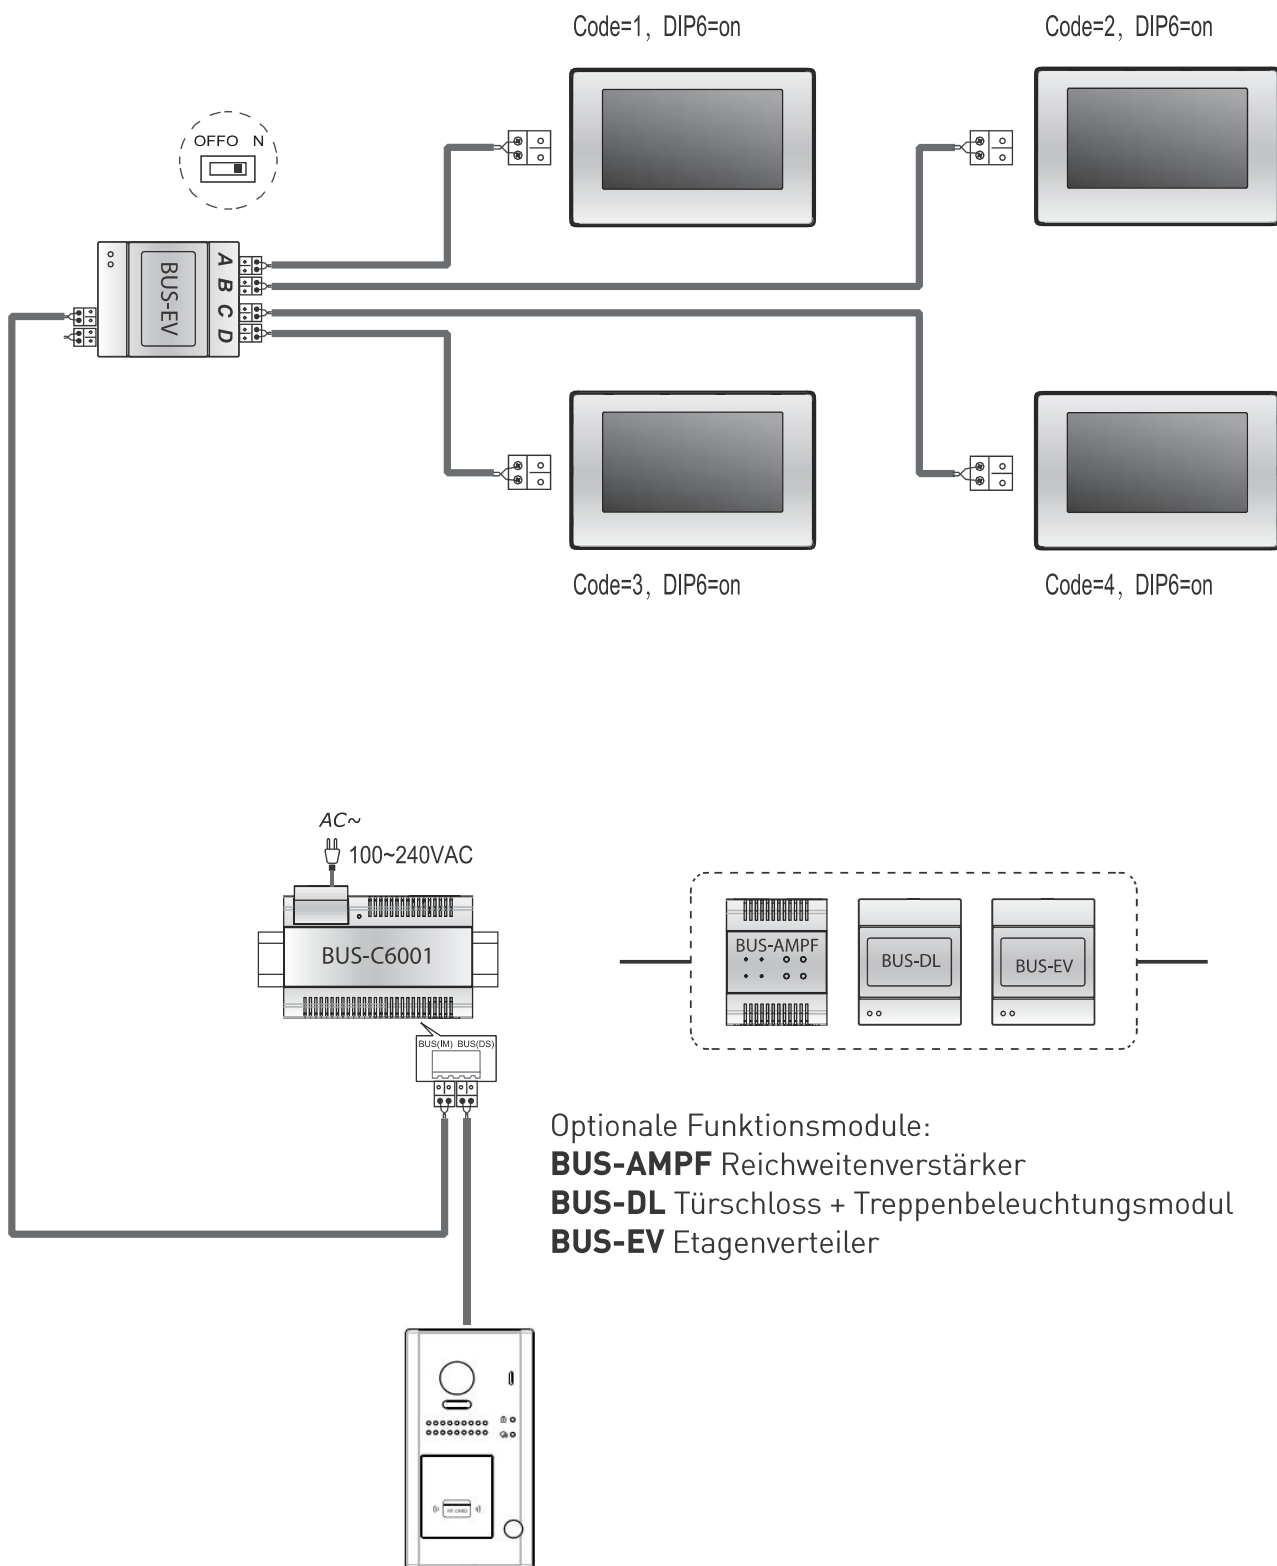 Code=1, DIP6=on
Code=2, DIP6=on
OFFO N
BUS-EV
A
B
C
D
Code=3, DIP6=on
Code=4, DIP6=on
AC~
100~240VAC
BUS-C6001
BUS(IM) BUS(DS)
BUS-AMPF
BUS-DL
BUS-EV
Optionale Funktionsmodule:
BUS-AMPF Reichweitenverstärker
BUS-DL Türschloss + Treppenbeleuchtungsmodul
BUS-EV Etagenverteiler